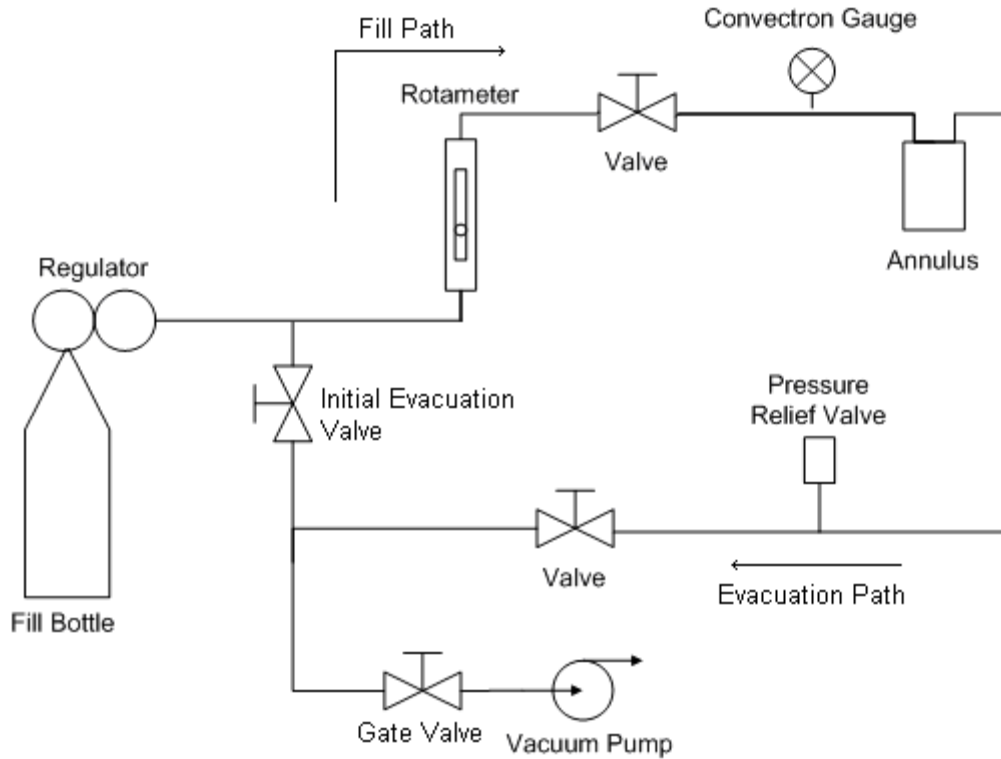 Fill Path
Convectron Gauge
Rotameter
Valve
Annulus
Regulator
Initial Evacuation
Valve
Pressure
Relief Valve
Valve
Evacuation Path
Fill Bottle
Gate Valve
Vacuum Pump